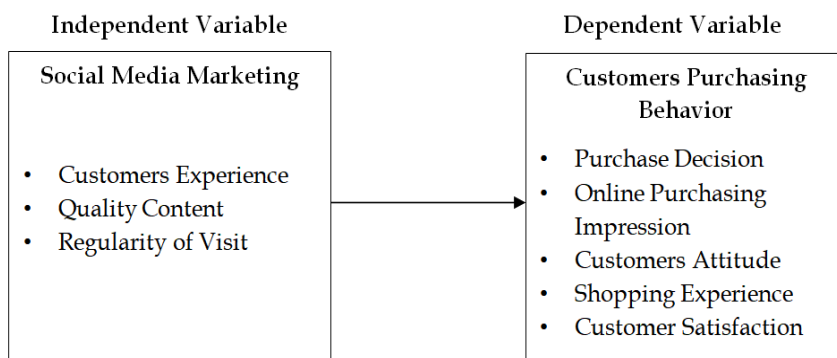 Independent Variable
Social Media Marketing
• Customers Experience
• Quality Content
• Regularity of Visit
Dependent Variable
Customers Purchasing
Behavior
• Purchase Decision
• Online Purchasing
Impression
• Customers Attitude
• Shopping Experience
• Customer Satisfaction